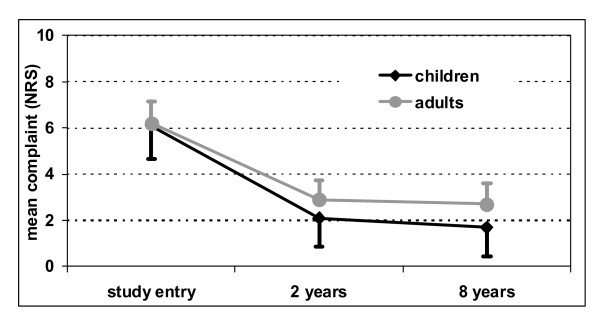 mean complaint (NRS)
10
8
6
4
2
0
children
adults
study entry
2 years
8 years